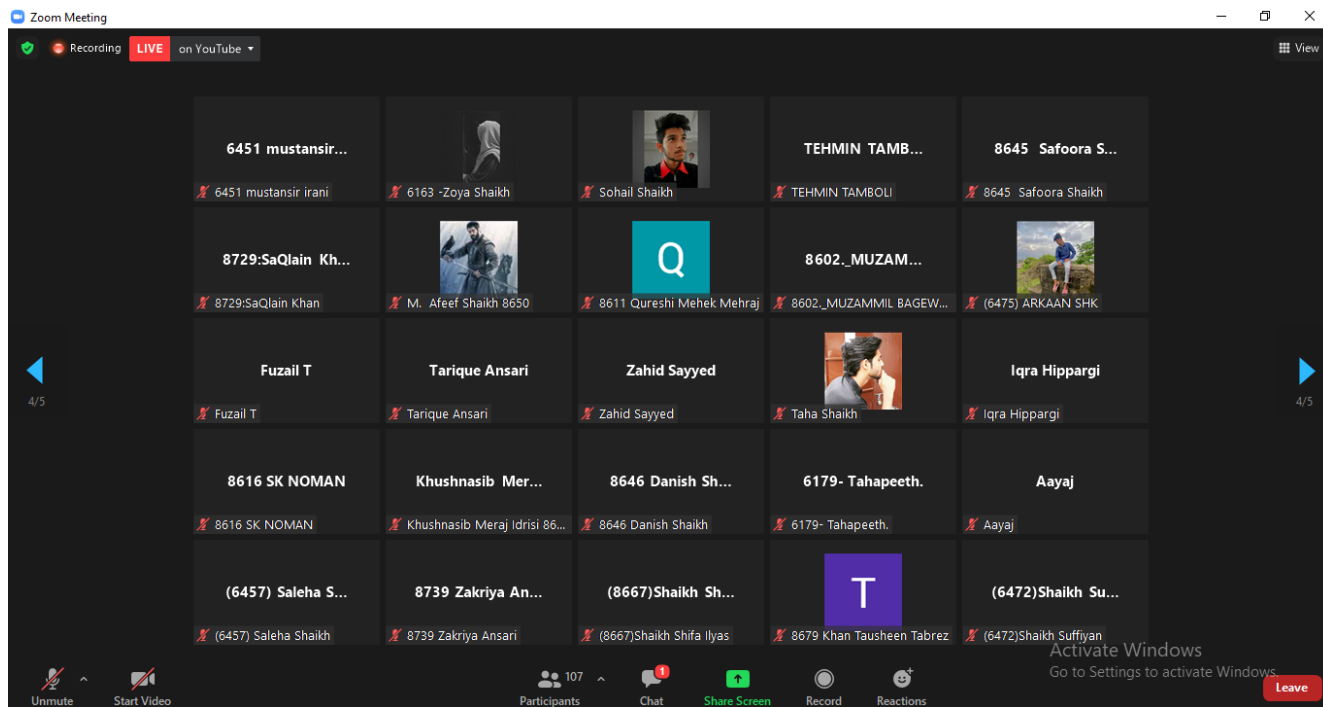 Zoom Meeting
Recording LIVE on YouTube View
6451 mustansir...
6451 mustansir irani
6163 -Zoya Shaikh
Sohail Shaikh
TEHMIN TAMB...
TEHMIN TAMBOLI
8645 Safoora S...
8645 Safoora Shaikh
8729:SaQlain Kh...
8729:SaQlain Khan
M. Afeef Shaikh 8650
Q
8611 Qureshi Mehek Mehraj
8602._MUZAM...
8602._MUZAMMIL BAGEW...
(6475) ARKAAN SHK
Fuzail T
Fuzail T
Tarique Ansari
Tarique Ansari
Zahid Sayyed
Zahid Sayyed
Taha Shaikh
Iqra Hippargi
Iqra Hippargi
4/5
4/5
8616 SK NOMAN
8616 SK NOMAN
Khushnasib Mer...
Khushnasib Meraj Idrisi 86...
8646 Danish Sh...
8646 Danish Shaikh
6179- Tahapeeth.
6179- Tahapeeth.
Aayaj
Aayaj
(6457) Saleha S...
(6457) Saleha Shaikh
8739 Zakriya An...
8739 Zakriya Ansari
(8667)Shaikh Sh...
(8667)Shaikh Shifa Ilyas
T
8679 Khan Tausheen Tabrez
(6472)Shaikh Su...
(6472)Shaikh Suffiyan
Activate Windows
Go to Settings to activate Windows.
Unmute
Start Video
107
Participants
1
Chat
Share Screen
Record
Reactions
Leave